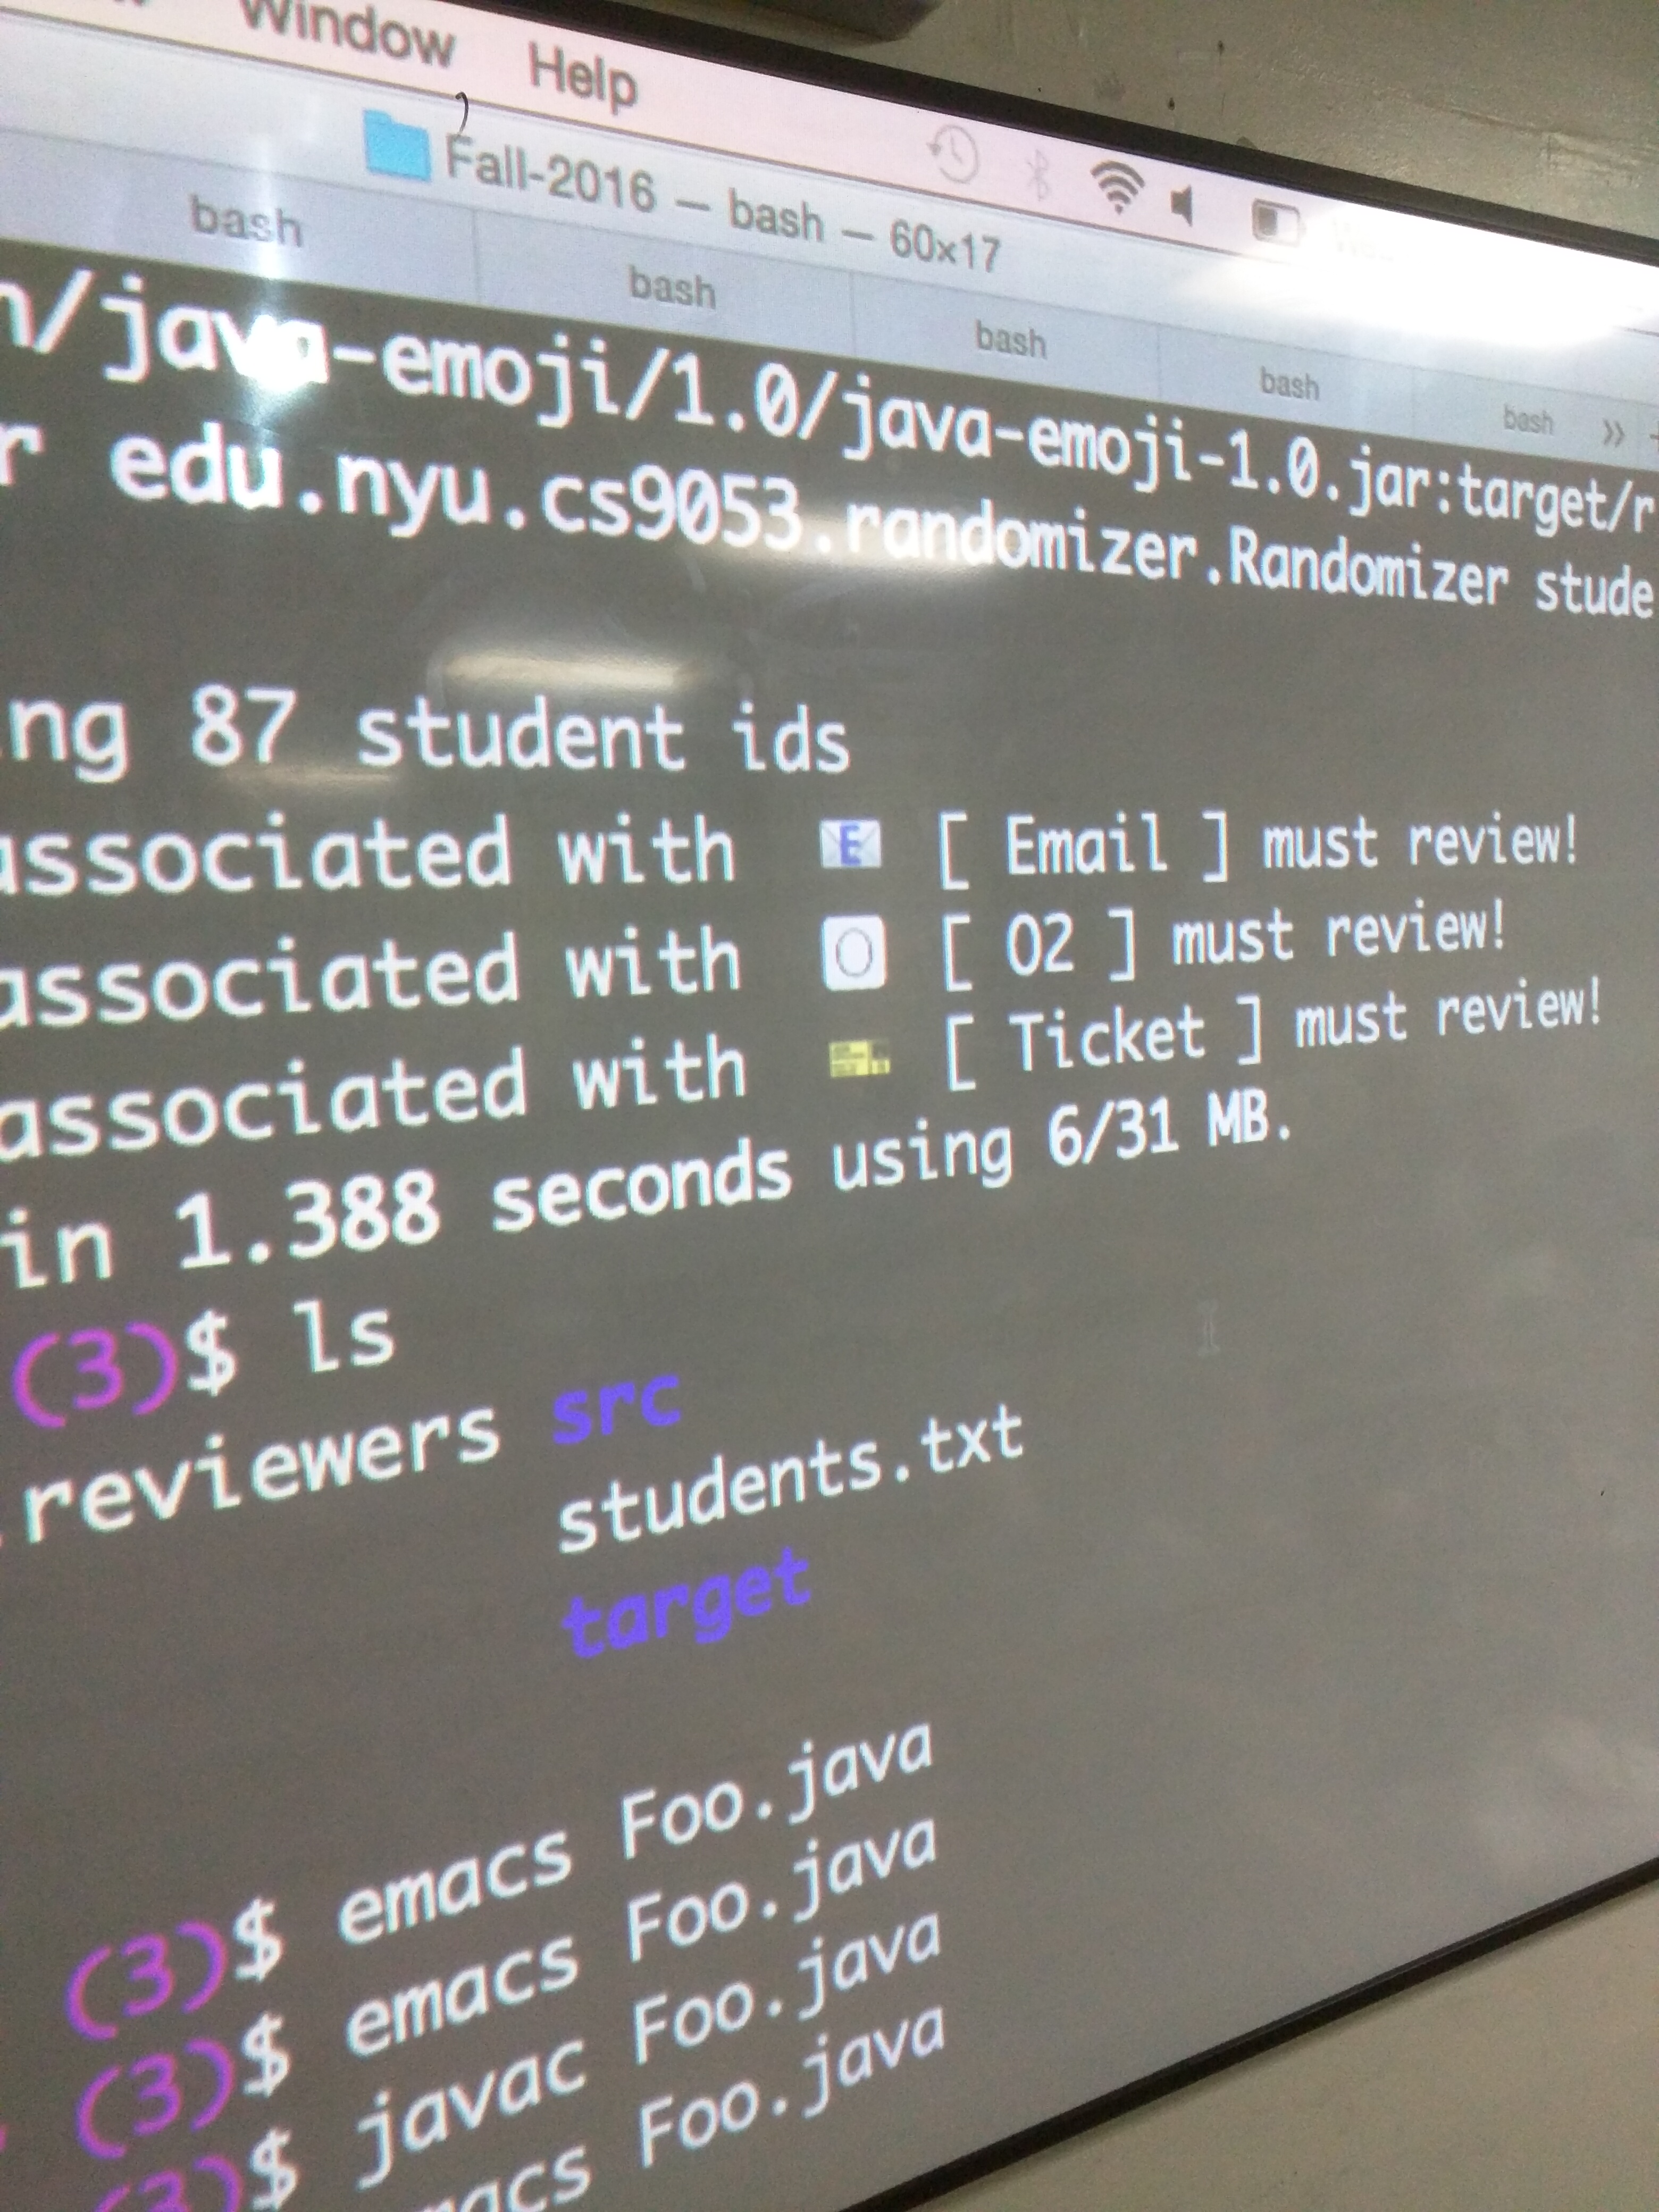 Window Help
Fall-2016 — bash — 60×17
bash bash bash bash bash »
/java-emoji/1.0/java-emoji-1.0.jar:target/r
r edu.nyu.cs9053.randomizer.Randomizer stude
ng 87 student ids
associated with E [ Email ] must review!
associated with O [ O2 ] must review!
associated with [ Ticket ] must review!
in 1.388 seconds using 6/31 MB.
(3)$ ls
.reviewers src
students.txt
target
(3)$ emacs Foo.java
(3)$ emacs Foo.java
(3)$ javac Foo.java
macs Foo.java